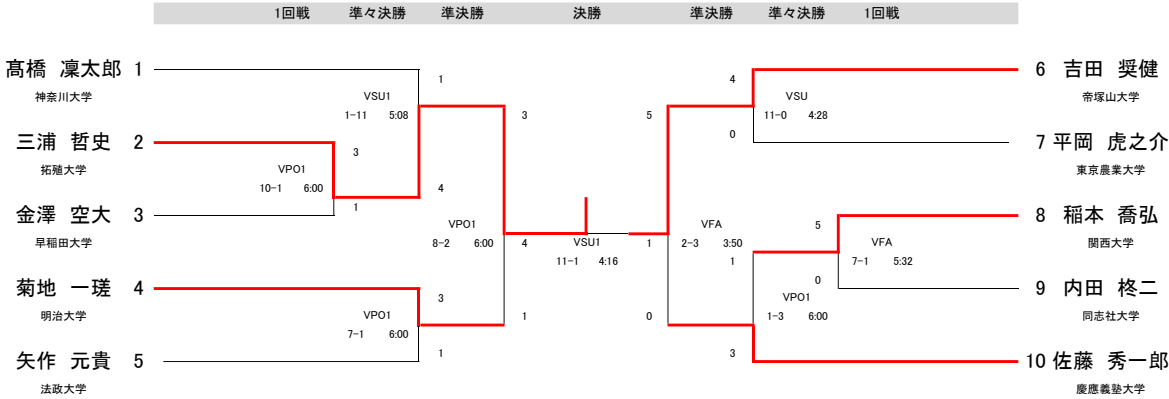 1回戦 準々決勝 準決勝 決勝 準決勝 準々決勝 1回戦
髙橋 凜太郎 1
神奈川大学
三浦 哲史 2
拓殖大学
金澤 空大 3
早稲田大学
菊地 一瑳 4
明治大学
矢作 元貴 5
法政大学
VPO1
10-1 6:00
3
1
VSU1
1-11 5:08
1
4
VPO1
7-1 6:00
3
1
VPO1
8-2 6:00
3
1
VSU1
11-1 4:16
4
1
VFA
2-3 3:50
5
0
VSU
11-0 4:28
4
0
VPO1
1-3 6:00
1
3
VFA
7-1 5:32
5
0
6 吉田 奨健
帝塚山大学
7 平岡 虎之介
東京農業大学
8 稲本 喬弘
関西大学
9 内田 柊二
同志社大学
10 佐藤 秀一郎
慶應義塾大学